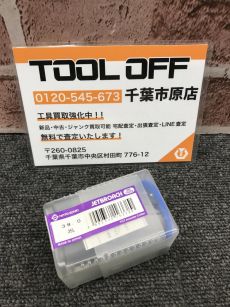 TOOL OFF
0120-545-673 千葉市原店
工具買取強化中！！
新品・中古・ジャンク買取可能 宅配査定・出張査定・LINE査定
無料で査定いたします！
〒260-0825
千葉県千葉市中央区村田町 776-12
JETBROACH